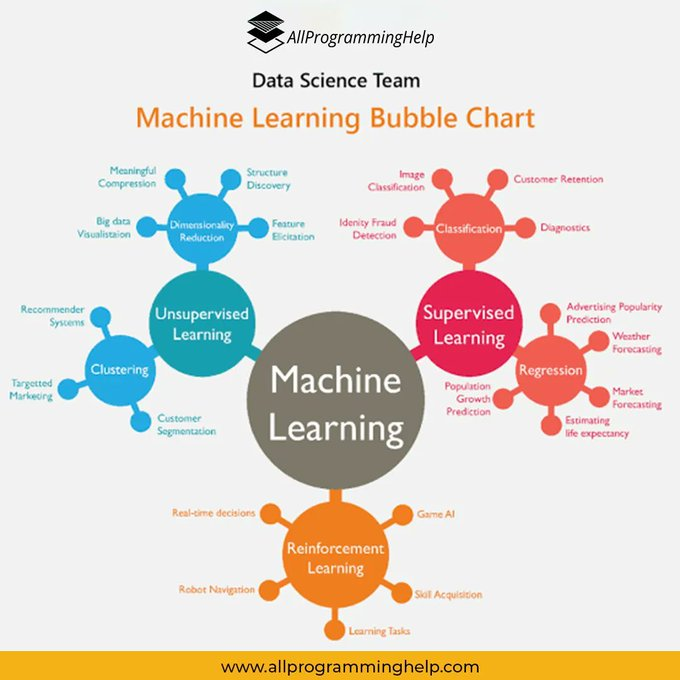 AllProgrammingHelp
Data Science Team
Machine Learning Bubble Chart
Meaningful
Compression
Structure
Discovery
Big data
Visualistaion
Dimensionality
Reduction
Feature
Elicitation
Unsupervised
Learning
Recommender
Systems
Clustering
Targetted
Marketing
Customer
Segmentation
Machine
Learning
Image
Classification
Customer Retention
Idenity Fraud
Detection
Classification
Diagnostics
Supervised
Learning
Advertising Popularity
Prediction
Weather
Forecasting
Regression
Population
Growth
Prediction
Market
Forecasting
Estimating
life expectancy
Real-time decisions
Game AI
Reinforcement
Learning
Robot Navigation
Skill Acquisition
Learning Tasks
www.allprogramminghelp.com